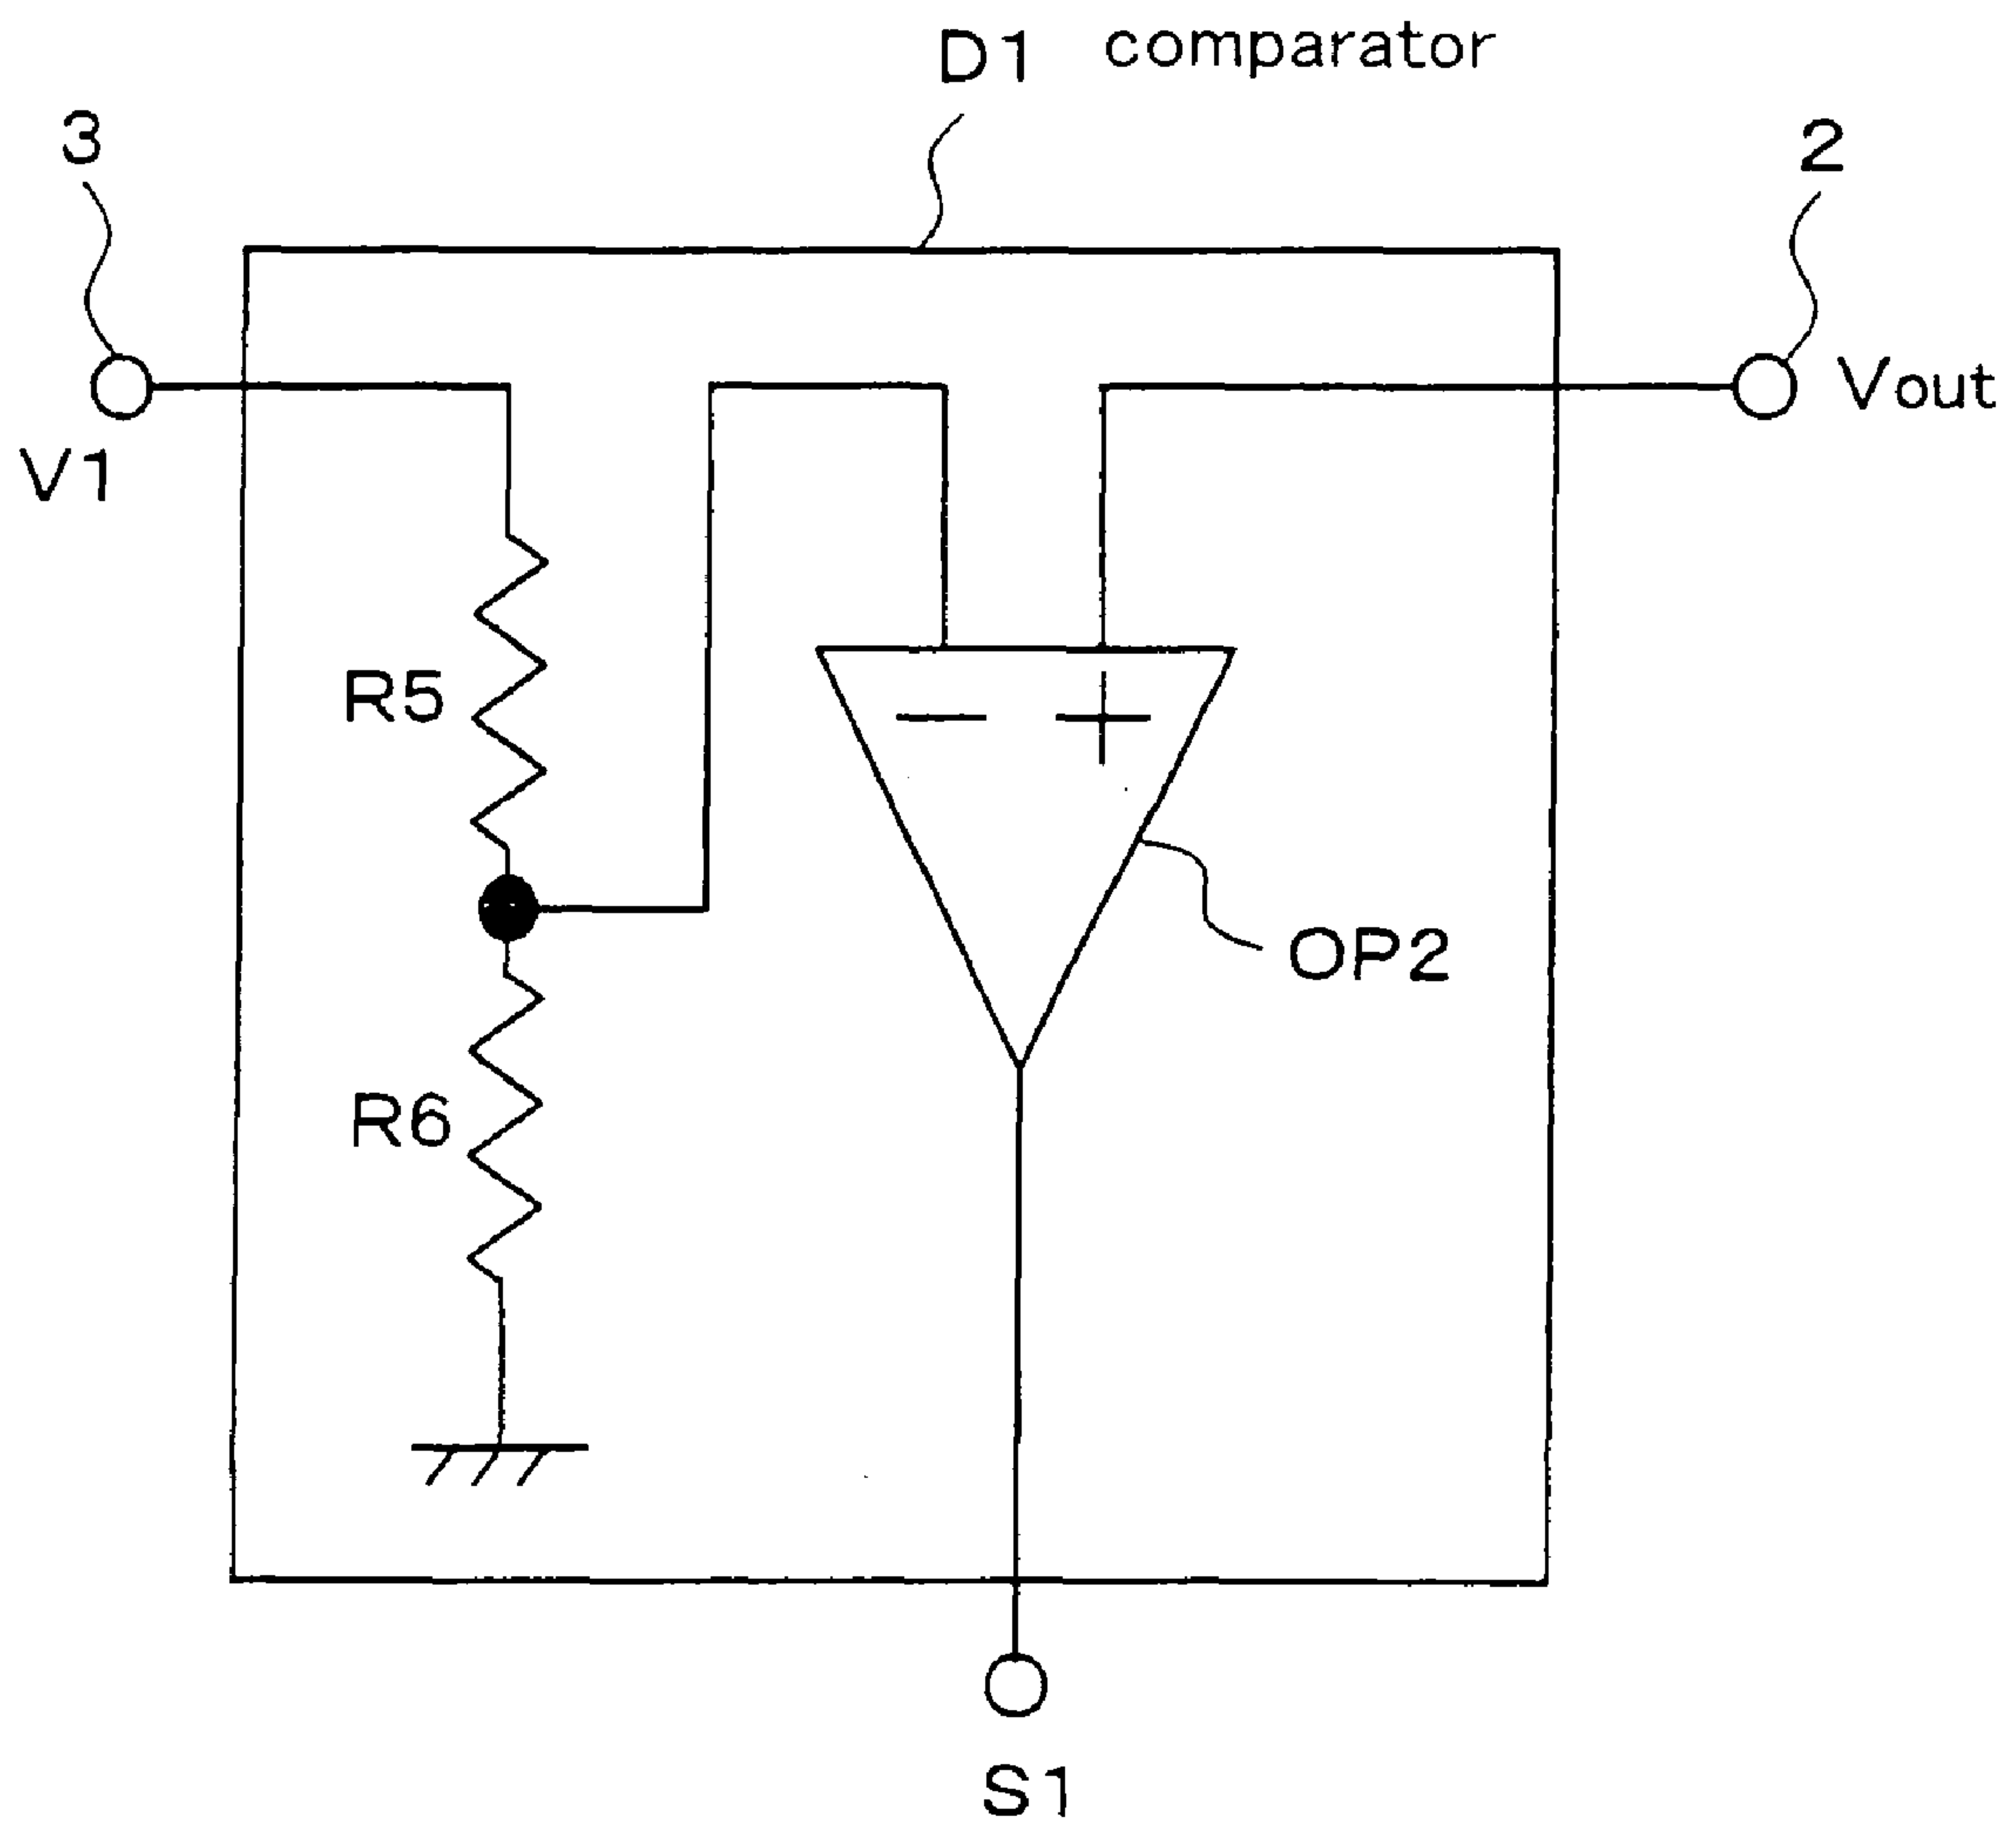 D1 comparator
3
2
Vout
V1
R5
− +
OP2
R6
S1